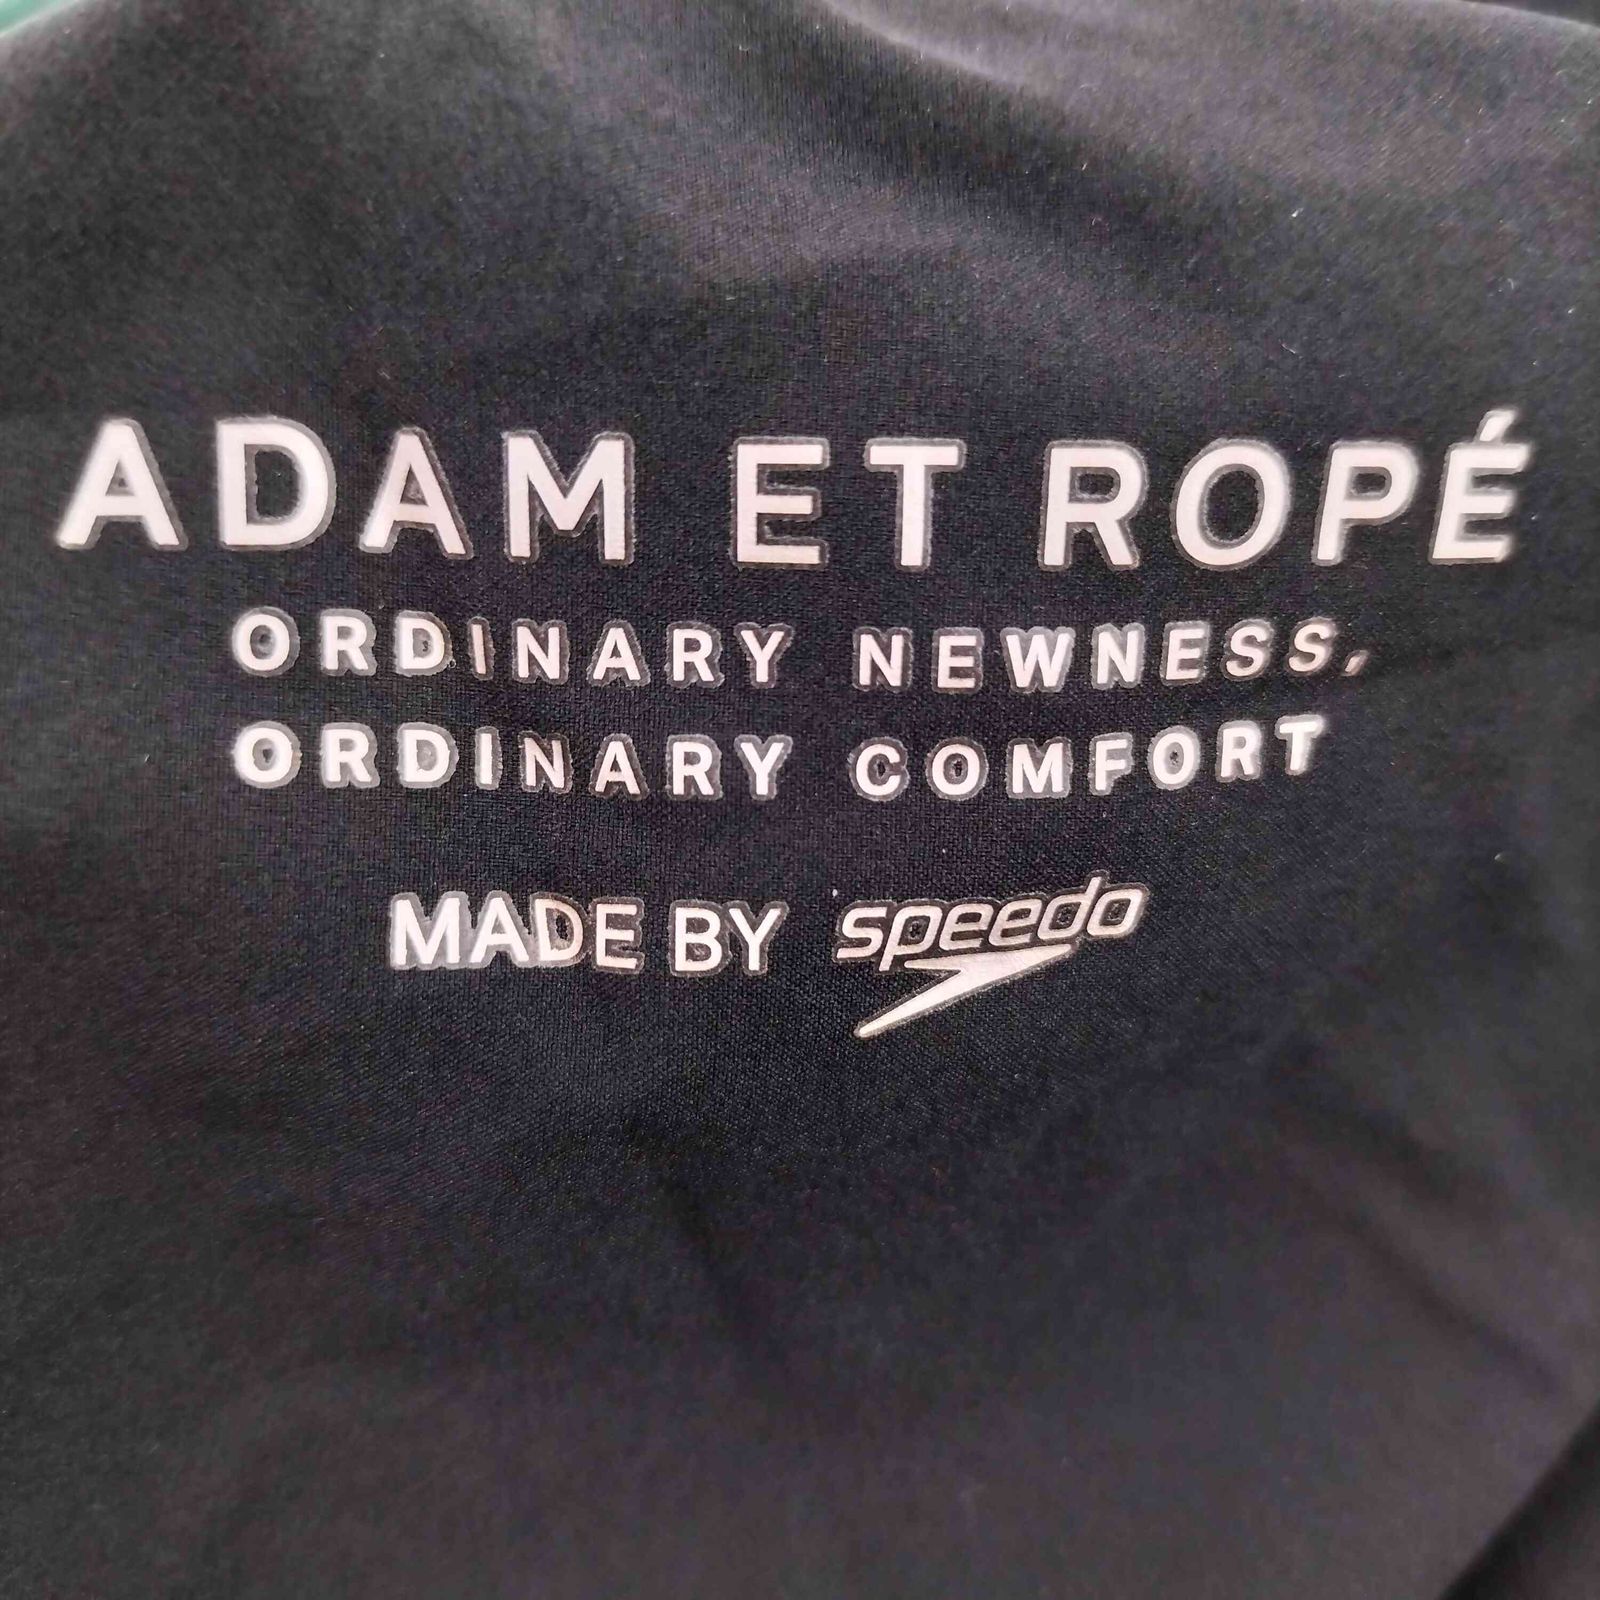 ADAM ET ROPÉ
ORDINARY NEWNESS,
ORDINARY COMFORT
MADE BY speedo